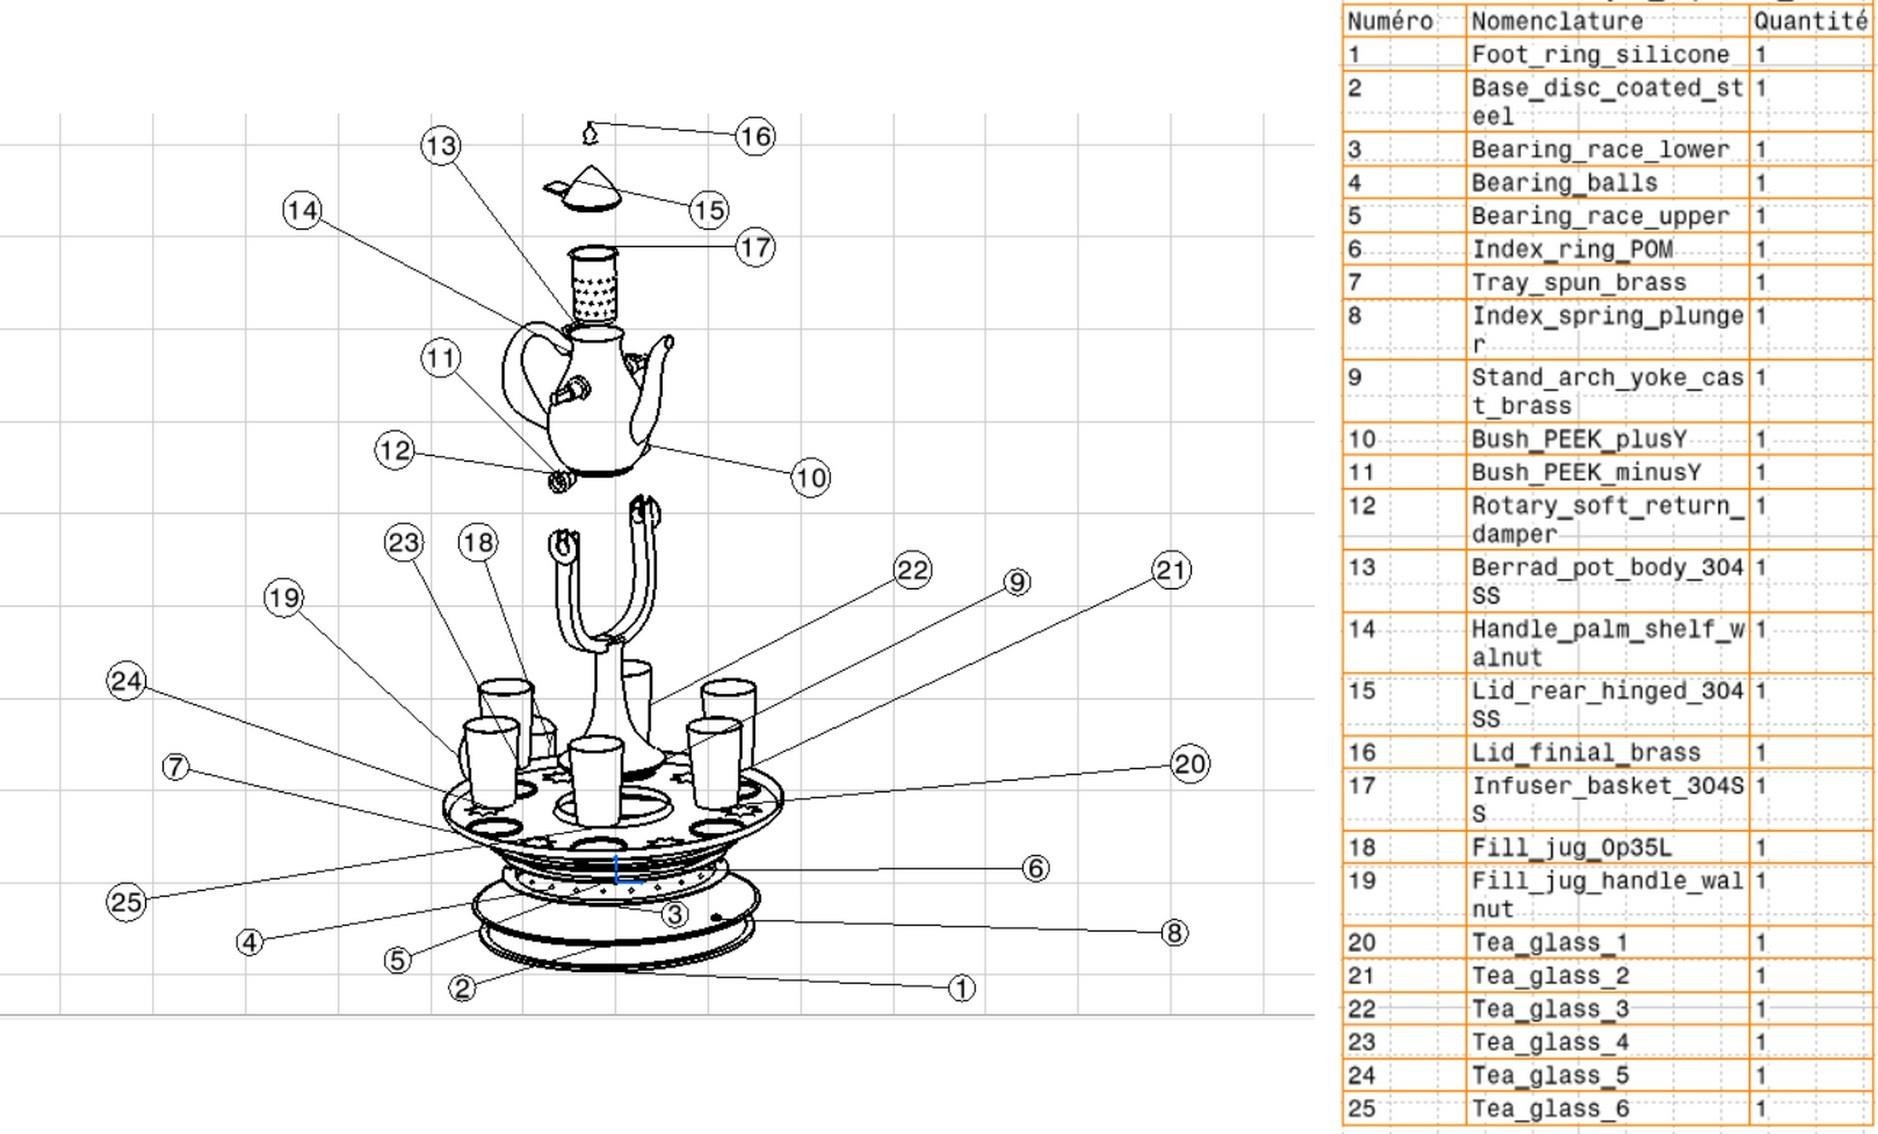 16
13
15
14
17
11
12
10
23
18
22
9
21
19
24
7
20
6
25
3
4
8
5
2
1
Numéro Nomenclature Quantité
1 Foot_ring_silicone 1
2 Base_disc_coated_st 1
eel
3 Bearing_race_lower 1
4 Bearing_balls 1
5 Bearing_race_upper 1
6 Index_ring_POM 1
7 Tray_spun_brass 1
8 Index_spring_plunge 1
r
9 Stand_arch_yoke_cas 1
t_brass
10 Bush_PEEK_plusY 1
11 Bush_PEEK_minusY 1
12 Rotary_soft_return_ 1
damper
13 Berrad_pot_body_304 1
SS
14 Handle_palm_shelf_w 1
alnut
15 Lid_rear_hinged_304 1
SS
16 Lid_finial_brass 1
17 Infuser_basket_304S 1
S
18 Fill_jug_0p35L 1
19 Fill_jug_handle_wal 1
nut
20 Tea_glass_1 1
21 Tea_glass_2 1
22 Tea_glass_3 1
23 Tea_glass_4 1
24 Tea_glass_5 1
25 Tea_glass_6 1